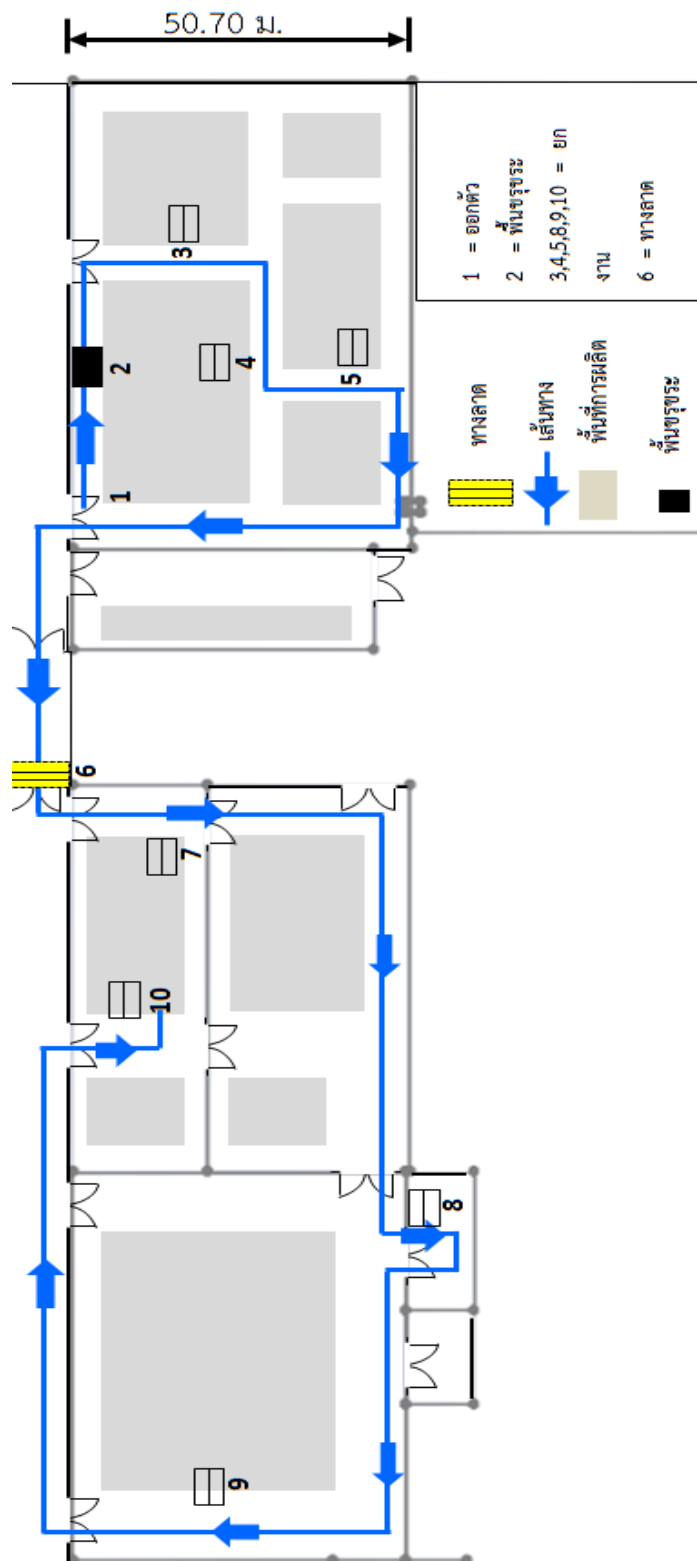 50.70 ม.
1 = ออกตัว
2 = พื้นขรุขระ
3,4,5,8,9,10 = ยก
งาน
6 = ทางลาด
ทางลาด
เส้นทาง
พื้นที่การผลิต
พื้นขรุขระ
1
2
3
4
5
6
7
8
9
10